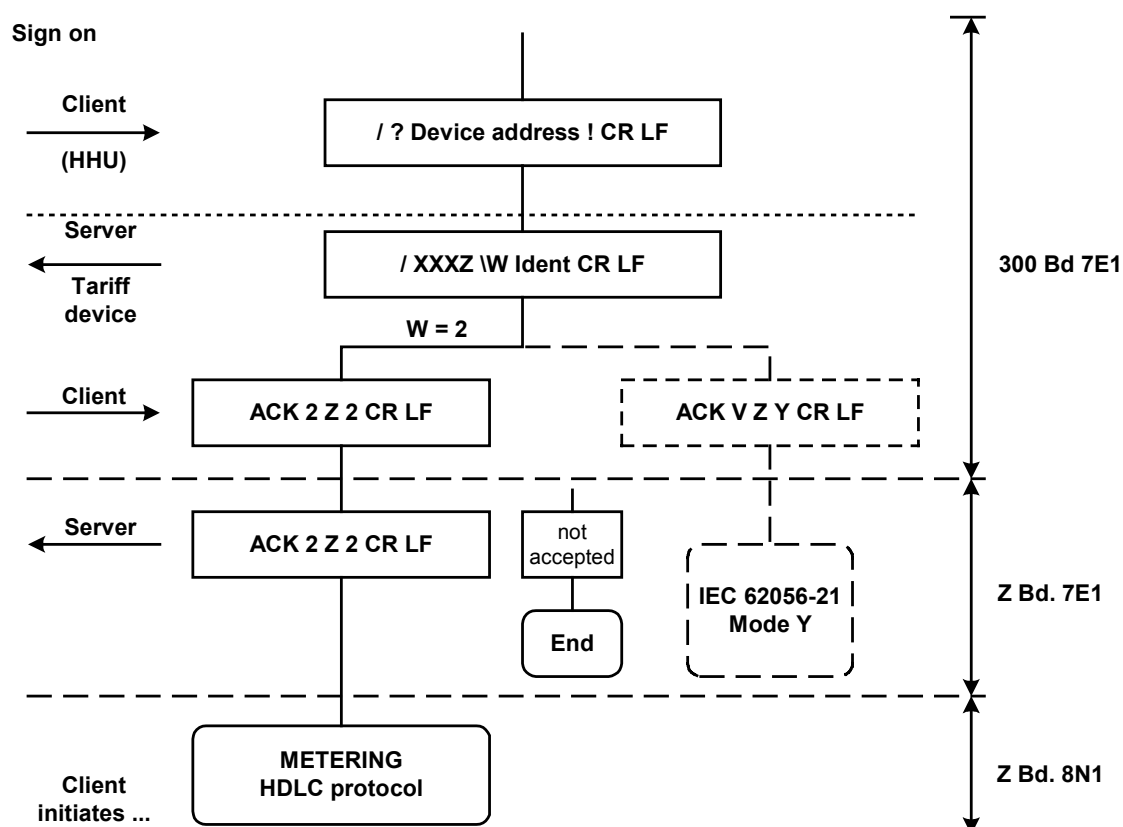 Sign on
Client
(HHU)
/ ? Device address ! CR LF
Server
Tariff
device
/ XXXZ \W Ident CR LF
300 Bd 7E1
W = 2
Client
ACK 2 Z 2 CR LF
ACK V Z Y CR LF
Server
ACK 2 Z 2 CR LF
not
accepted
End
IEC 62056-21
Mode Y
Z Bd. 7E1
METERING
HDLC protocol
Client
initiates ...
Z Bd. 8N1